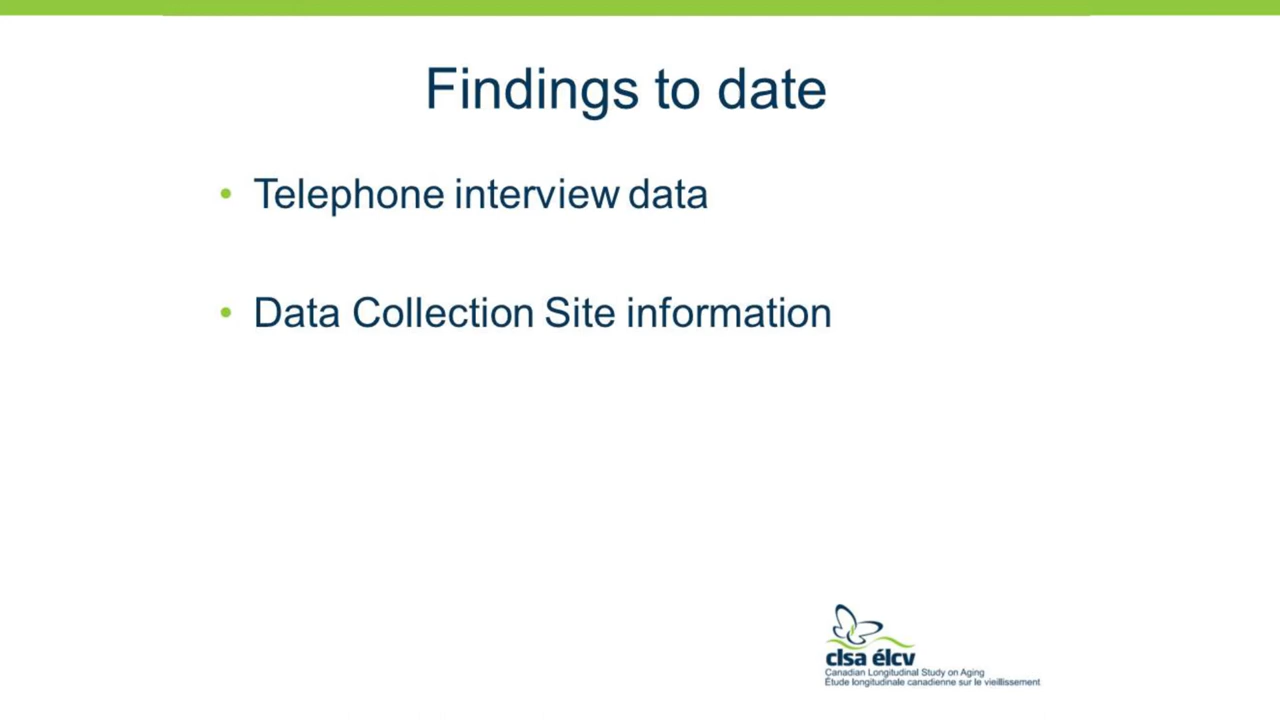 Findings to date
• Telephone interview data
• Data Collection Site information
clsa élcv
Canadian Longitudinal Study on Aging
Étude longitudinale canadienne sur le vieillissement